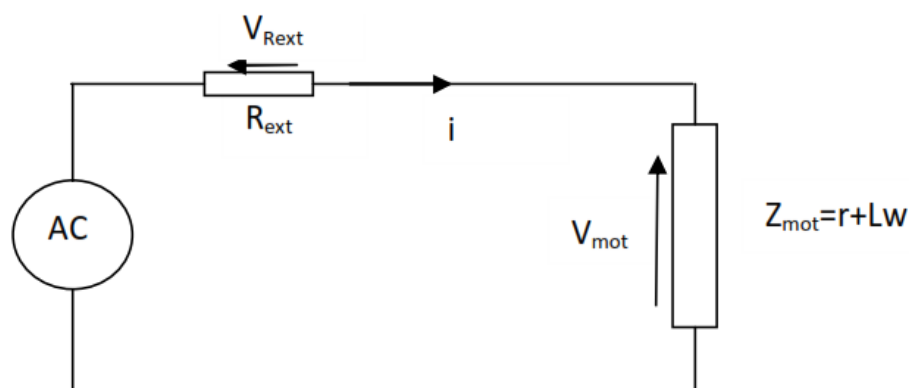 V_Rext
R_ext
i
AC
V_mot
Z_mot=r+Lw